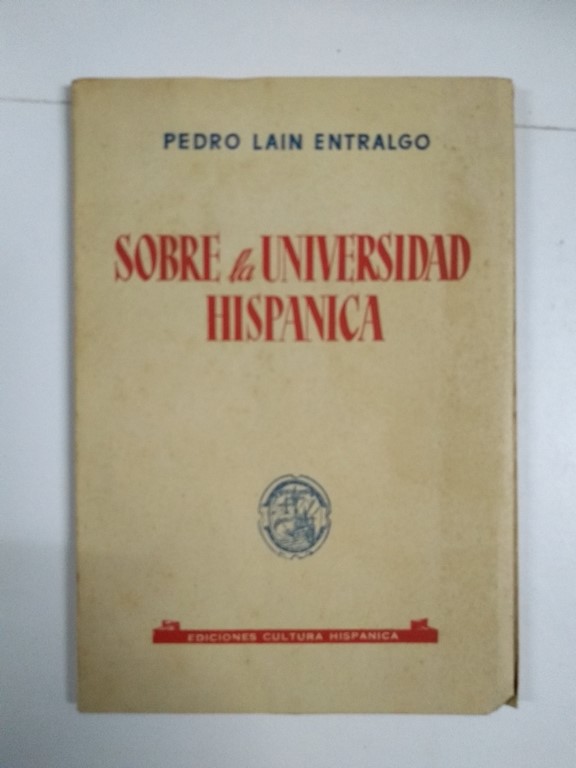 PEDRO LAIN ENTRALGO
SOBRE la UNIVERSIDAD
HISPANICA
EDICIONES CULTURA HISPANICA